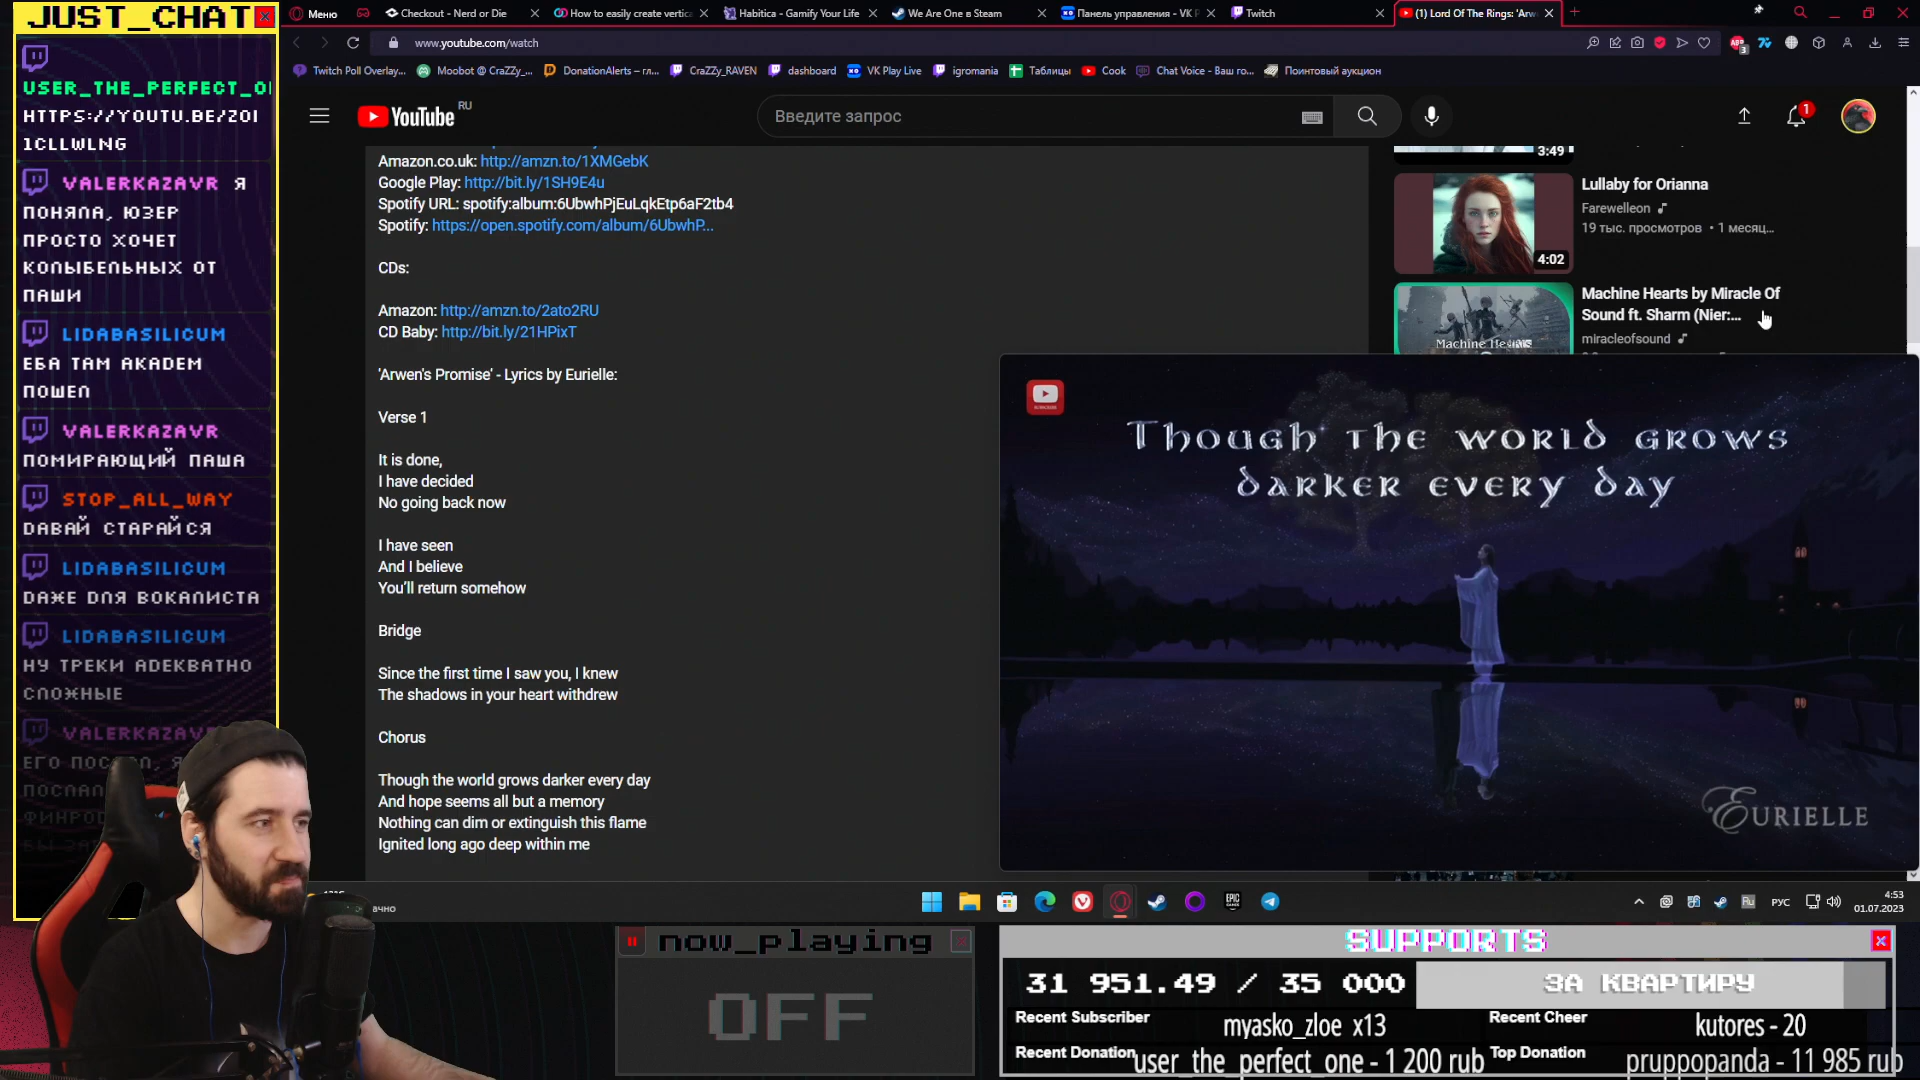 JUST_CHAT
USER_THE_PERFECT_O
HTTPS://YOUTU.BE/ZOI
1CLLWLNG
VALERKAZAVR Я
ПОНЯЛА, ЮЗЕР
ПРОСТО ХОЧЕТ
КОЛЫБЕЛЬНЫХ ОТ
ПАШИ
LIDABASILICUM
ЕБА ТАМ АКАДЕМ
ПОШЕЛ
VALERKAZAVR
ПОМИРАЮЩИЙ ПАША
STOP_ALL_WAY
ДАВАЙ СТАРАЙСЯ
LIDABASILICUM
ДАЖЕ ДЛЯ ВОКАЛИСТА
LIDABASILICUM
НУ ТРЕКИ АДЕКВАТНО
СЛОЖНЫЕ
VALERKAZAV
Меню
Checkout - Nerd or Die
How to easily create vertica
Habitica - Gamify Your Life
We Are One в Steam
Панель управления - VK P
Twitch
(1) Lord Of The Rings: 'Arw
www.youtube.com/watch
Twitch Poll Overlay...
Moobot @ CraZZy_...
DonationAlerts – гл...
CraZZy_RAVEN
dashboard
VK Play Live
igromania
Таблицы
Cook
Chat Voice - Ваш го...
Поинтовый аукцион
YouTube RU
Введите запрос
1
Amazon.co.uk: http://amzn.to/1XMGebK
Google Play: http://bit.ly/1SH9E4u
Spotify URL: spotify:album:6UbwhPjEuLqkEtp6aF2tb4
Spotify: https://open.spotify.com/album/6UbwhP...
CDs:
Amazon: http://amzn.to/2ato2RU
CD Baby: http://bit.ly/21HPixT
'Arwen's Promise' - Lyrics by Eurielle:
Verse 1
It is done,
I have decided
No going back now
I have seen
And I believe
You'll return somehow
Bridge
Since the first time I saw you, I knew
The shadows in your heart withdrew
Chorus
Though the world grows darker every day
And hope seems all but a memory
Nothing can dim or extinguish this flame
Ignited long ago deep within me
3:49
Lullaby for Orianna
Farewelleon
19 тыс. просмотров • 1 месяц...
4:02
Machine Hearts by Miracle Of
Sound ft. Sharm (Nier:...
miracleofsound
Machine Hearts
Though the world grows
darker every day
Eurielle
РУС
4:53
01.07.2023
now_playing
OFF
SUPPORTS
31 951.49 / 35 000
ЗА КВАРТИРУ
Recent Subscriber
myasko_zloe x13
Recent Cheer
kutores - 20
Recent Donation
user_the_perfect_one - 1 200 rub
Top Donation
pruppopanda - 11 985 rub